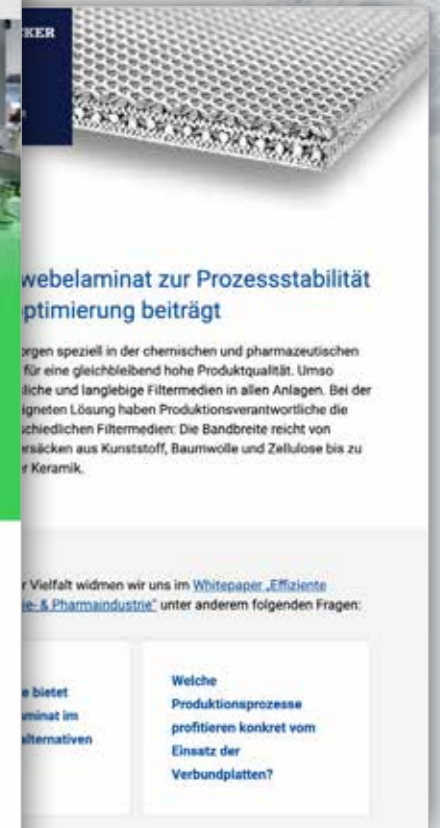 KER
webelaminat zur Prozessstabilität
ptimierung beiträgt
orgen speziell in der chemischen und pharmazeutischen
für eine gleichbleibend hohe Produktqualität. Umso
liche und langlebige Filtermedien in allen Anlagen. Bei der
igneten Lösung haben Produktionsverantwortliche die
schiedlichen Filtermedien: Die Bandbreite reicht von
ersäcken aus Kunststoff, Baumwolle und Zellulose bis zu
r Keramik.
r Vielfalt widmen wir uns im Whitepaper „Effiziente
ie- & Pharmaindustrie" unter anderem folgenden Fragen:
e bietet
minat im
alternativen
Welche
Produktionsprozesse
profitieren konkret vom
Einsatz der
Verbundplatten?